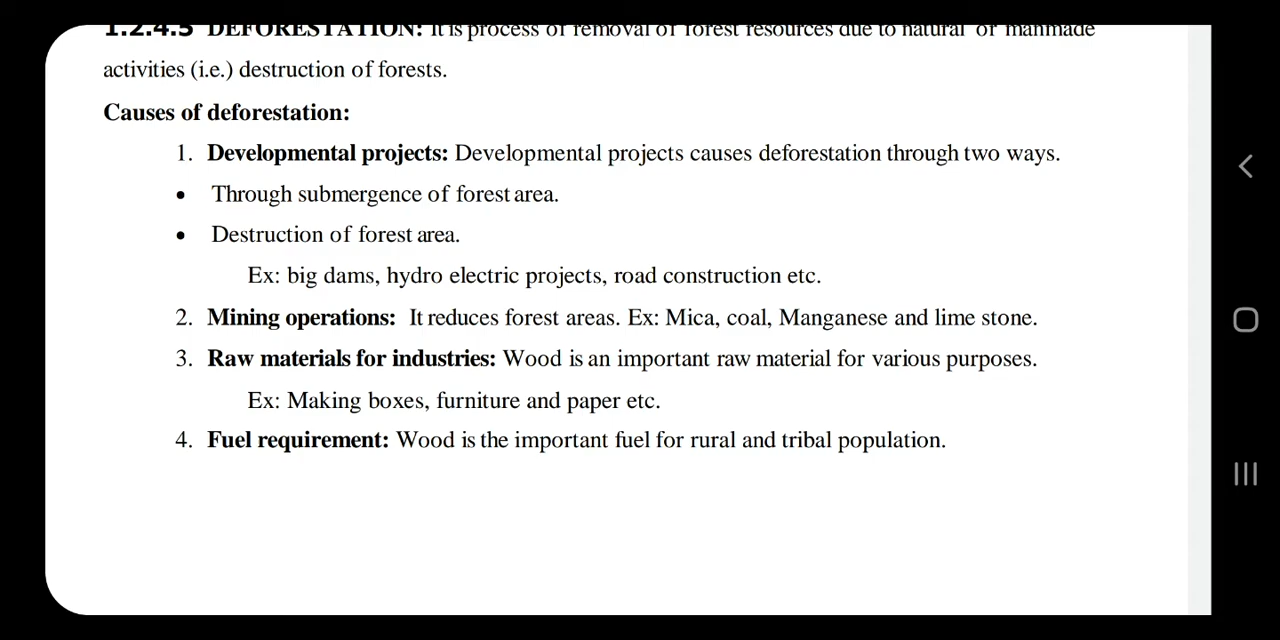 1.2.4.5 DEFORESTATION: It is process of removal of forest resources due to natural or manmade
activities (i.e.) destruction of forests.
Causes of deforestation:
1. Developmental projects: Developmental projects causes deforestation through two ways.
• Through submergence of forest area.
• Destruction of forest area.
Ex: big dams, hydro electric projects, road construction etc.
2. Mining operations: It reduces forest areas. Ex: Mica, coal, Manganese and lime stone.
3. Raw materials for industries: Wood is an important raw material for various purposes.
Ex: Making boxes, furniture and paper etc.
4. Fuel requirement: Wood is the important fuel for rural and tribal population.